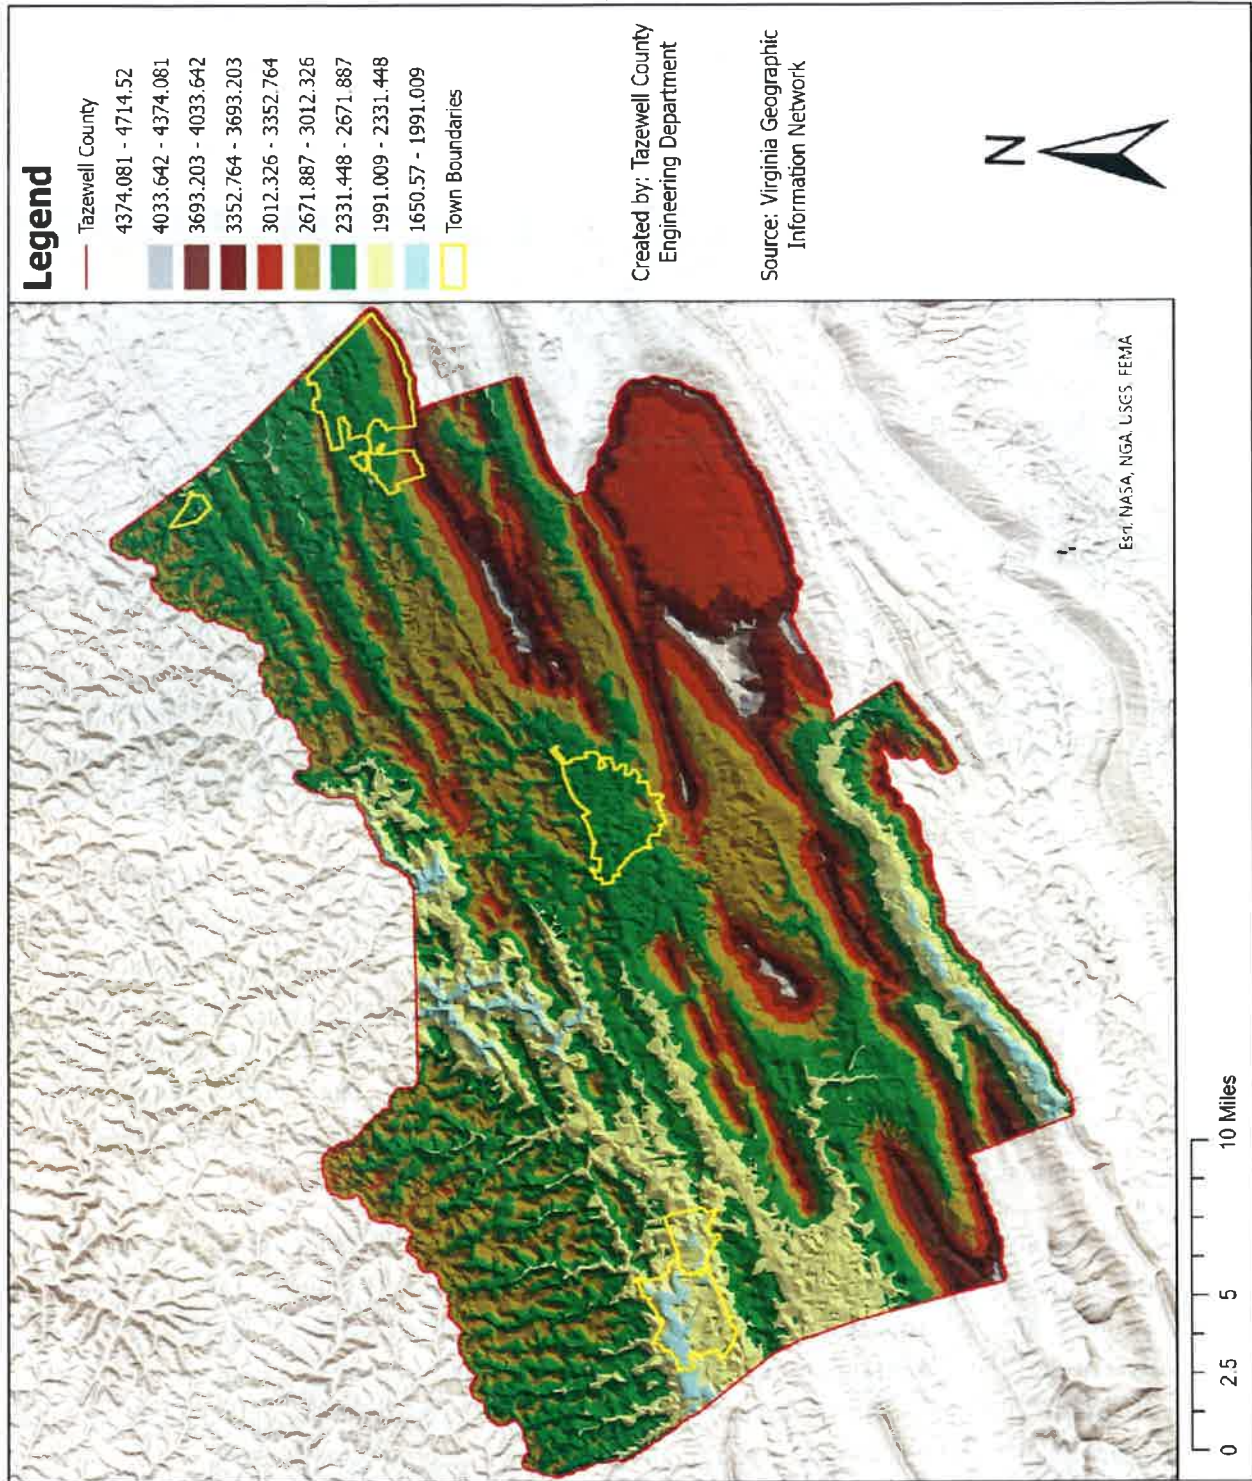 Legend
Tazewell County
4374.081 - 4714.52
4033.642 - 4374.081
3693.203 - 4033.642
3352.764 - 3693.203
3012.326 - 3352.764
2671.887 - 3012.326
2331.448 - 2671.887
1991.009 - 2331.448
1650.57 - 1991.009
Town Boundaries
Created by: Tazewell County
Engineering Department
Source: Virginia Geographic
Information Network
N
Esri, NASA, NGA, USGS, FEMA
0 2.5 5 10 Miles